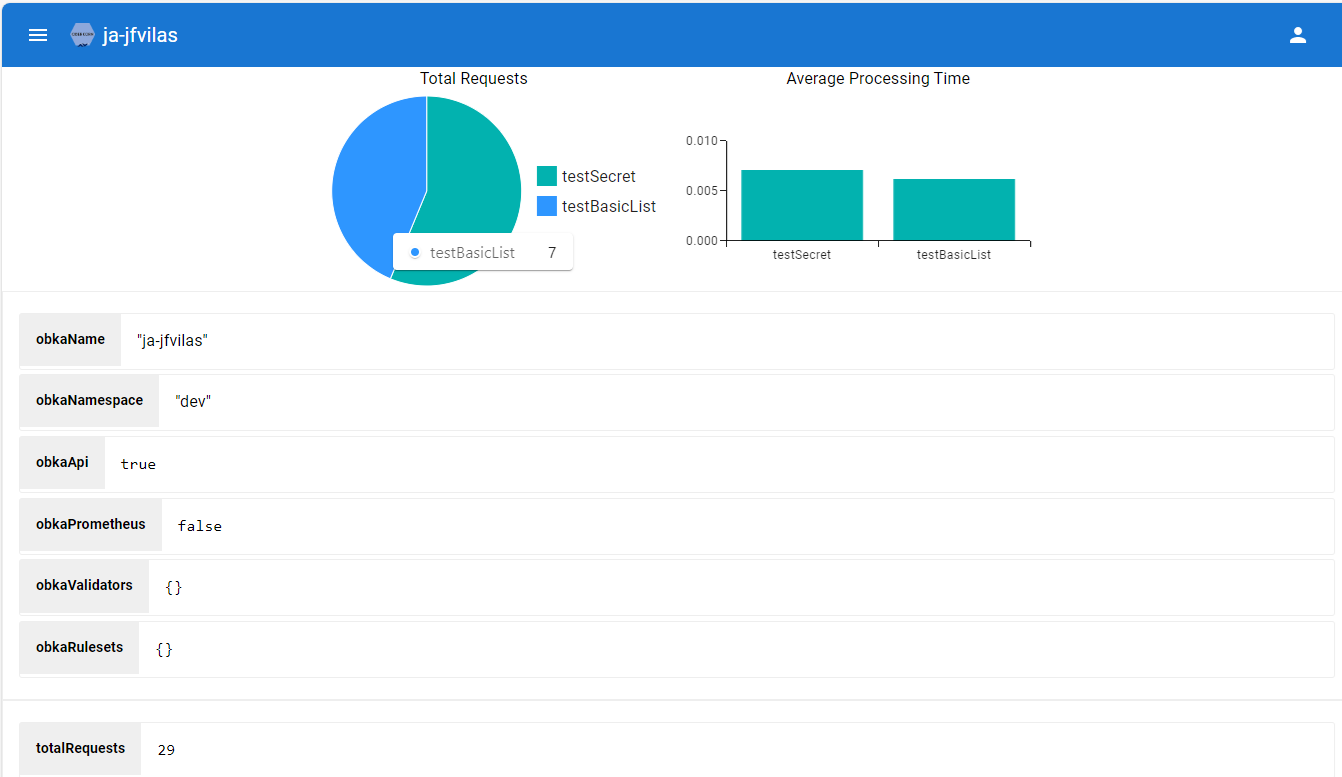 ja-jfvilas
Total Requests
testSecret
testBasicList
testBasicList 7
Average Processing Time
0.010
0.005
0.000
testSecret
testBasicList
obkaName "ja-jfvilas"
obkaNamespace "dev"
obkaApi true
obkaPrometheus false
obkaValidators {}
obkaRulesets {}
totalRequests 29